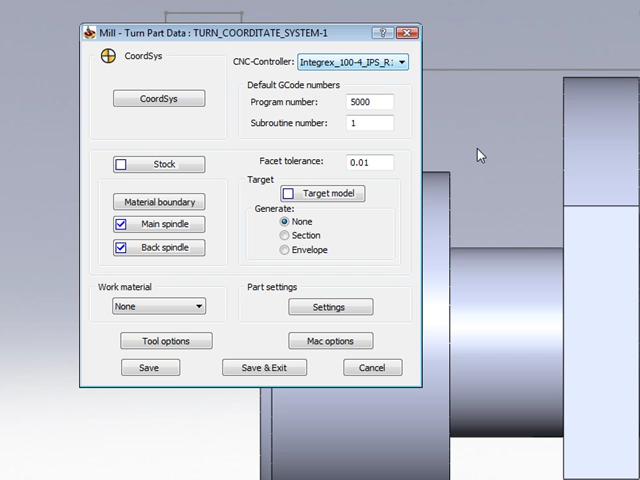 Mill - Turn Part Data : TURN_COORDITATE_SYSTEM-1
CoordSys
CoordSys
CNC-Controller:
Integrex_100-4_IPS_R
Default GCode numbers
Program number:
5000
Subroutine number:
1
Stock
Facet tolerance:
0.01
Material boundary
Main spindle
Back spindle
Target
Target model
Generate:
None
Section
Envelope
Work material
None
Part settings
Settings
Tool options
Mac options
Save
Save & Exit
Cancel